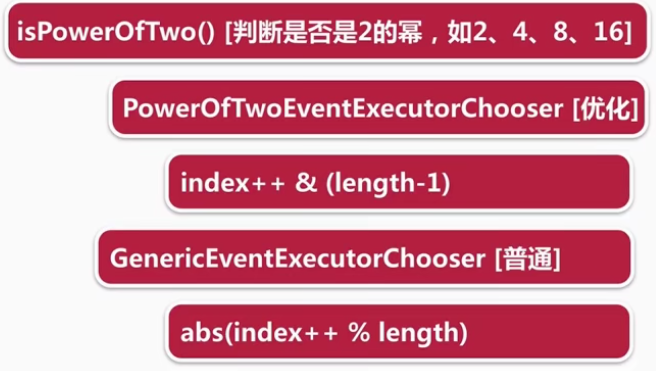 isPowerOfTwo() [判断是否是2的幂，如2、4、8、16]
PowerOfTwoEventExecutorChooser [优化]
index++ & (length-1)
GenericEventExecutorChooser [普通]
abs(index++ % length)